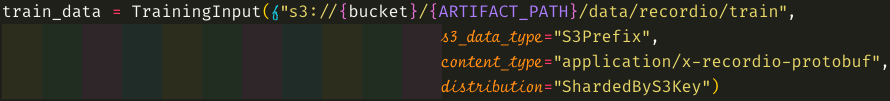 train_data = TrainingInput(f"s3://{bucket}/{ARTIFACT_PATH}/data/recordio/train",
s3_data_type="S3Prefix",
content_type="application/x-recordio-protobuf",
distribution="ShardedByS3Key")